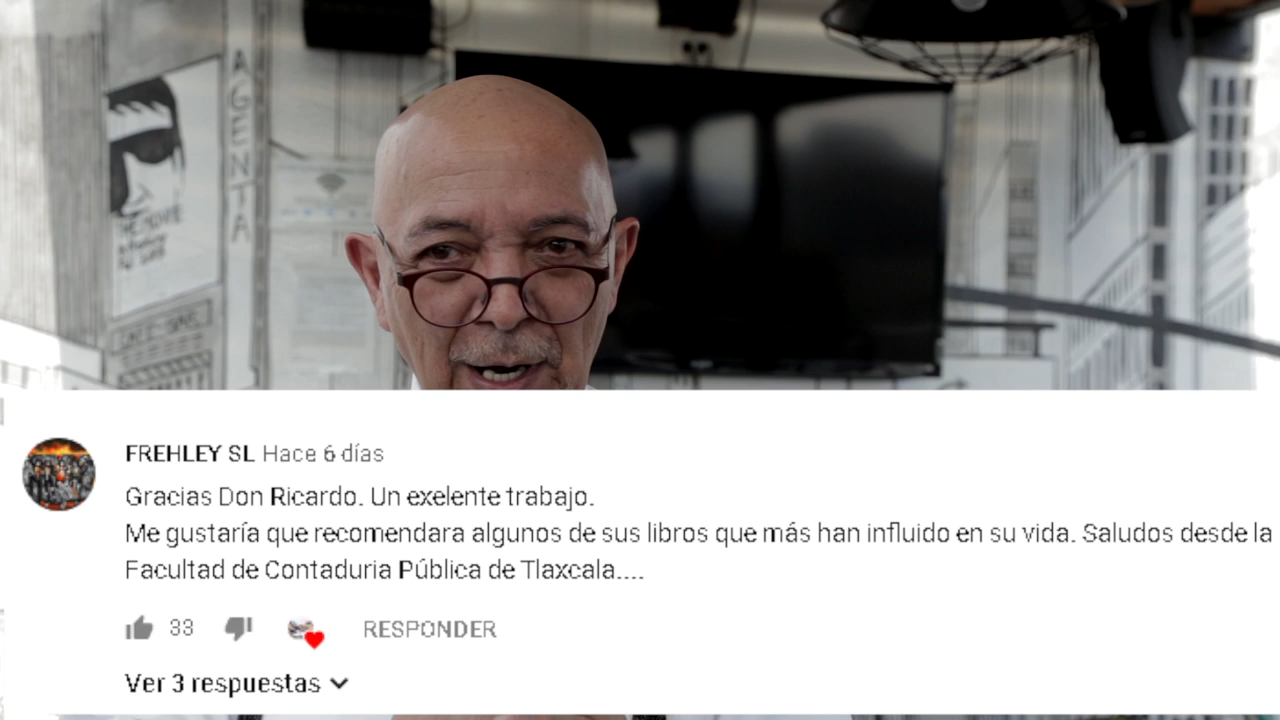 AGENTA
FREHLEY SL Hace 6 días
Gracias Don Ricardo. Un exelente trabajo.
Me gustaría que recomendara algunos de sus libros que más han influido en su vida. Saludos desde la
Facultad de Contaduria Pública de Tlaxcala....
33
RESPONDER
Ver 3 respuestas